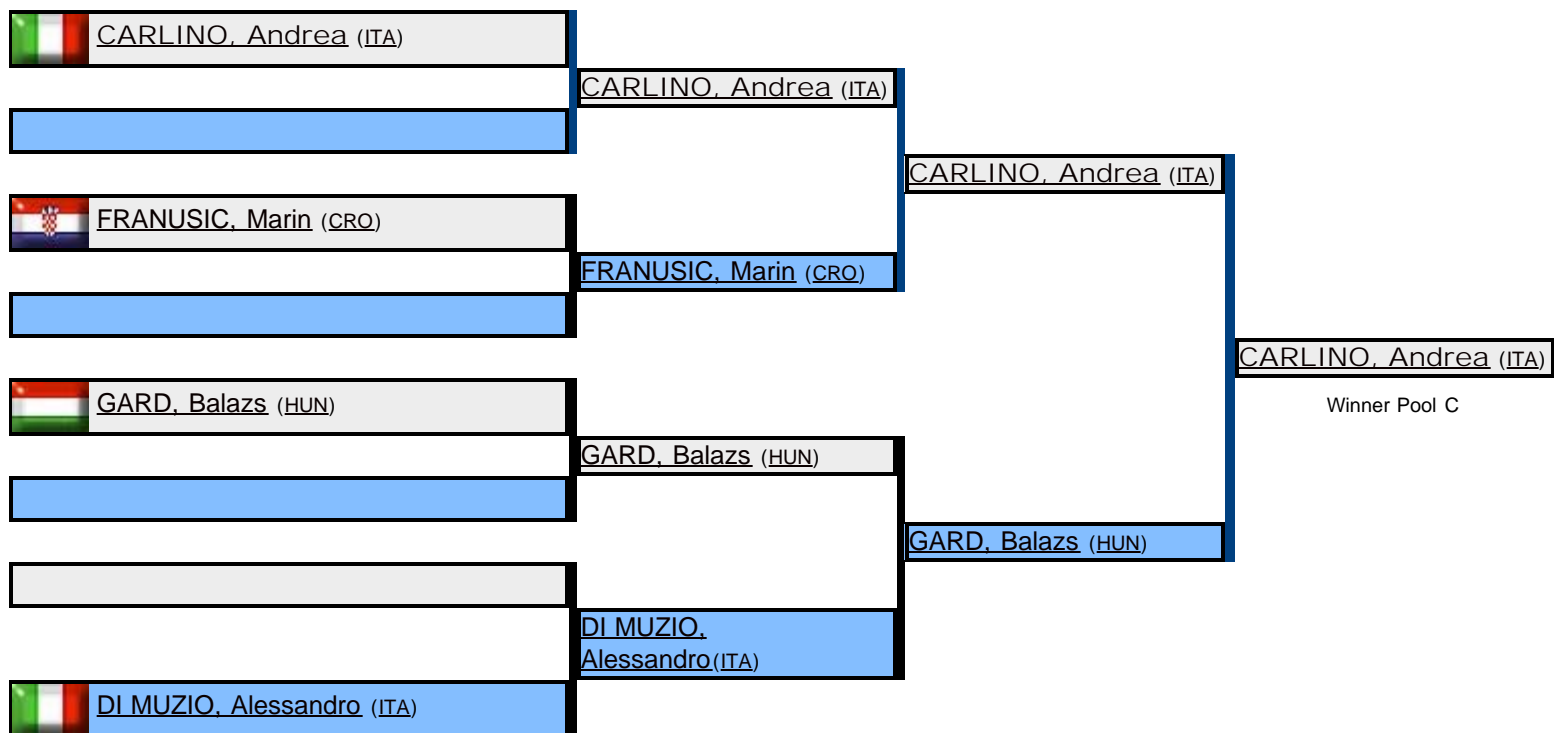 CARLINO, Andrea (ITA)
CARLINO, Andrea (ITA)
CARLINO, Andrea (ITA)
FRANUSIC, Marin (CRO)
FRANUSIC, Marin (CRO)
CARLINO, Andrea (ITA)
Winner Pool C
GARD, Balazs (HUN)
GARD, Balazs (HUN)
GARD, Balazs (HUN)
DI MUZIO,
Alessandro(ITA)
DI MUZIO, Alessandro (ITA)